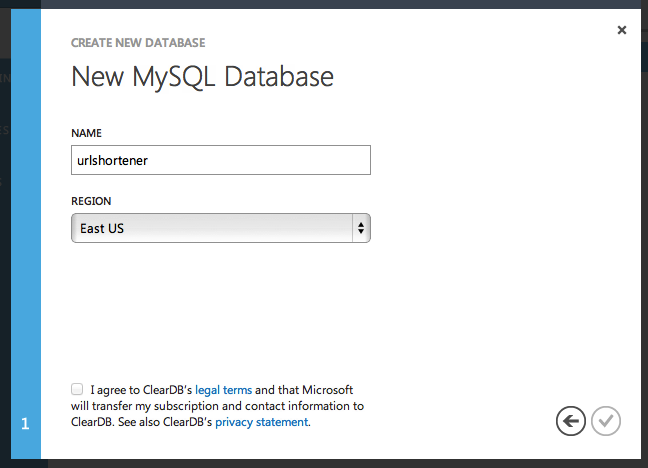 CREATE NEW DATABASE
New MySQL Database
NAME
urlshortener
REGION
East US
I agree to ClearDB's legal terms and that Microsoft
will transfer my subscription and contact information to
ClearDB. See also ClearDB's privacy statement.
1